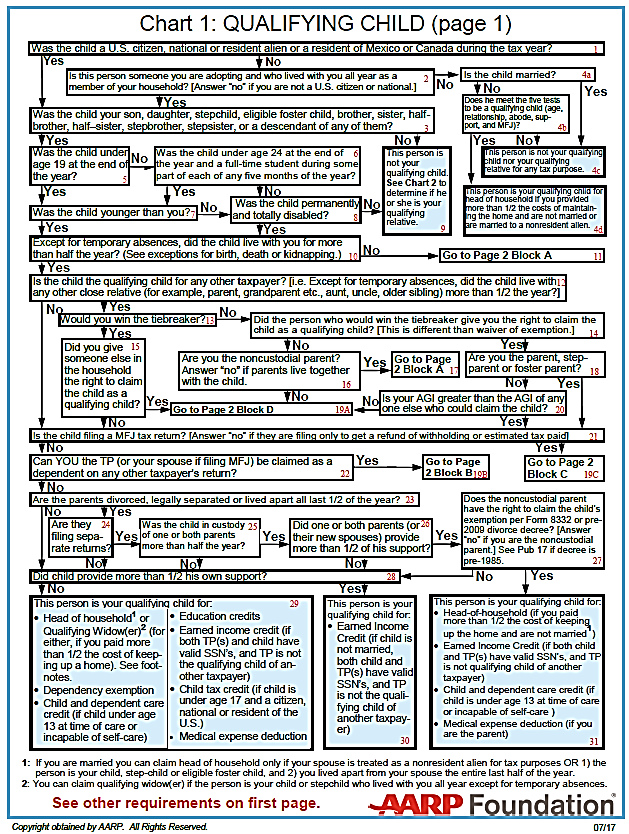 Chart 1: QUALIFYING CHILD (page 1)
Was the child a U.S. citizen, national or resident alien or a resident of Mexico or Canada during the tax year? 1
Yes
No
Is this person someone you are adopting and who lived with you all year as a
member of your household? [Answer “no” if you are not a U.S. citizen or national.] 2
No
Is the child married? 4a
Yes
No
Yes
Does he meet the five tests
to be a qualifying child (age,
relationship, abode, sup-
port, and MFJ)? 4b
Was the child your son, daughter, stepchild, eligible foster child, brother, sister, half-
brother, half–sister, stepbrother, stepsister, or a descendant of any of them? 3
Yes
No
Yes
No
Was the child under
age 19 at the end of
the year? 5
No
Was the child under age 24 at the end of 6
the year and a full-time student during some
part of each of any five months of the year?
This person is
not your
qualifying child.
See Chart 2 to
determine if
he or she is your
qualifying
relative. 9
This person is not your qualifying
child nor your qualifying
relative for any tax purpose. 4c
Yes
Yes
No
This person is your qualifying child for
head of household if you provided
more than 1/2 the costs of maintain-
ing the home and are not married or
are married to a nonresident alien. 4d
Was the child younger than you? 7
No
Was the child permanently
and totally disabled? 8
No
Yes
Yes
Except for temporary absences, did the child live with you for more
than half the year? (See exceptions for birth, death or kidnapping.) 10
No
Go to Page 2 Block A 11
Yes
Is the child the qualifying child for any other taxpayer? [i.e. Except for temporary absences, did the child live with 12
any other close relative (for example, parent, grandparent etc., aunt, uncle, older sibling) more than 1/2 the year?]
No
Yes
Would you win the tiebreaker? 13
No
Did the person who would win the tiebreaker give you the right to claim the
child as a qualifying child? [This is different than waiver of exemption.] 14
Yes
No
Yes
Did you give 15
someone else in
the household
the right to claim
the child as a
qualifying child?
Are you the noncustodial parent?
Answer “no” if parents live together
with the child. 16
Yes
Go to Page
2 Block A 17
Are you the parent, step-
parent or foster parent? 18
No
Yes
No
Yes
Go to Page 2 Block D 19A
No
Is your AGI greater than the AGI of any
one else who could claim the child? 20
No
Yes
Is the child filing a MFJ tax return? [Answer “no” if they are filing only to get a refund of withholding or estimated tax paid] 21
No
Yes
Can YOU the TP (or your spouse if filing MFJ) be claimed as a
dependent on any other taxpayer’s return? 22
Yes
Go to Page
2 Block B 19B
Go to Page 2
Block C 19C
No
Are the parents divorced, legally separated or lived apart all last 1/2 of the year? 23
No
Yes
Are they 24
filing sepa-
rate returns?
Yes
Was the child in custody 25
of one or both parents
more than half the year?
Yes
Did one or both parents (or 26
their new spouses) provide
more than 1/2 of his support?
Yes
Does the noncustodial parent
have the right to claim the child’s
exemption per Form 8332 or pre-
2009 divorce decree? [Answer
“no” if you are the noncustodial
parent.] See Pub 17 if decree is
pre-1985. 27
No
No
No
Did child provide more than 1/2 his own support? 28
No
Yes
No
Yes
This person is your qualifying child for: 29
• Head of household1 or
Qualifying Widow(er)2 (for
either, if you paid more
than 1/2 the cost of keep-
ing up a home). See foot-
notes.
• Dependency exemption
• Child and dependent care
credit (if child under age
13 at time of care or
incapable of self-care)
• Education credits
• Earned income credit (if
both TP(s) and child have
valid SSN’s, and TP is not
the qualifying child of an-
other taxpayer)
• Child tax credit (if child is
under age 17 and a citizen,
national or resident of the
U.S.)
• Medical expense deduction
This person is your
qualifying child for:
• Earned Income
Credit (if child is
not married,
both child and
TP(s) have valid
SSN’s, and TP
is not the quali-
fying child of
another taxpay-
er)
30
This person is your qualifying child for:
• Head-of-household (if you paid
more than 1/2 the cost of keeping
up the home and are not married1)
• Earned Income Credit (if both child
and TP(s) have valid SSN’s, and TP
is not qualifying child of another
taxpayer)
• Child and dependent care credit (if
child is under age 13 at time of care
or incapable of self-care )
• Medical expense deduction (if you
are the parent) 31
1: If you are married you can claim head of household only if your spouse is treated as a nonresident alien for tax purposes OR 1) the
person is your child, step-child or eligible foster child, and 2) you lived apart from your spouse the entire last half of the year.
2: You can claim qualifying widow(er) if the person is your child or stepchild who lived with you all year except for temporary absences.
See other requirements on first page.
AARP Foundation
Copyright obtained by AARP. All Rights Reserved.
07/17